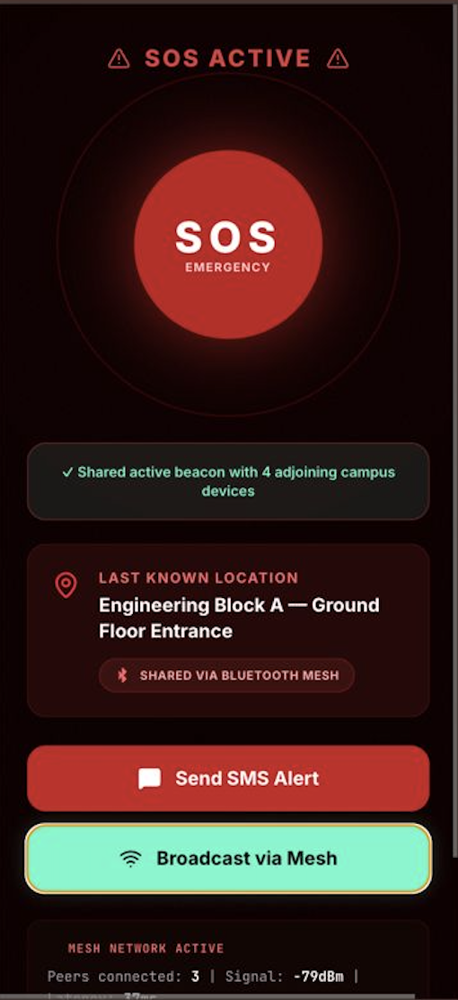 SOS ACTIVE
SOS
EMERGENCY
✓ Shared active beacon with 4 adjoining campus
devices
LAST KNOWN LOCATION
Engineering Block A — Ground
Floor Entrance
SHARED VIA BLUETOOTH MESH
Send SMS Alert
Broadcast via Mesh
MESH NETWORK ACTIVE
Peers connected: 3 | Signal: -79dBm |
Latency: 37ms